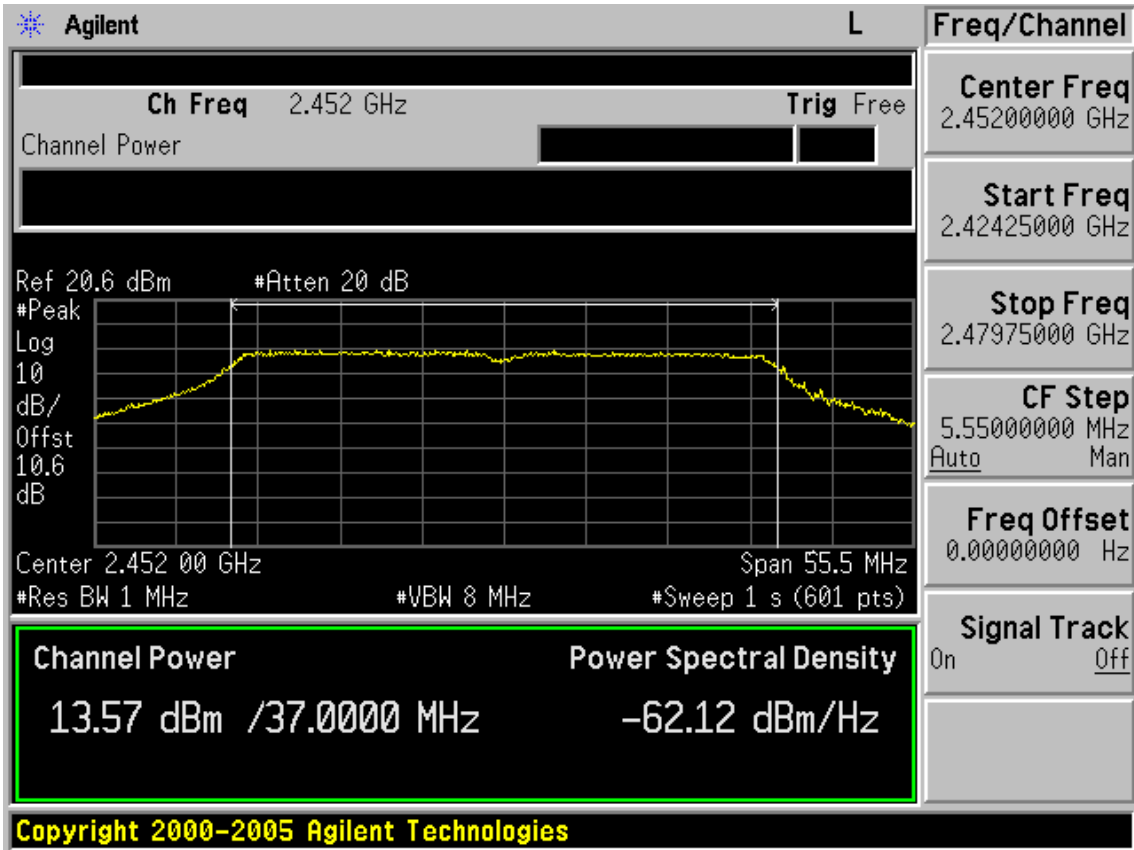 Agilent L
Ch Freq 2.452 GHz Trig Free
Channel Power
Ref 20.6 dBm #Atten 20 dB
#Peak
Log
10
dB/
Offst
10.6
dB
Center 2.452 00 GHz Span 55.5 MHz
#Res BW 1 MHz #VBW 8 MHz #Sweep 1 s (601 pts)
Channel Power Power Spectral Density
13.57 dBm /37.0000 MHz -62.12 dBm/Hz
Copyright 2000-2005 Agilent Technologies
Freq/Channel
Center Freq
2.45200000 GHz
Start Freq
2.42425000 GHz
Stop Freq
2.47975000 GHz
CF Step
5.55000000 MHz
Auto Man
Freq Offset
0.00000000 Hz
Signal Track
On Off